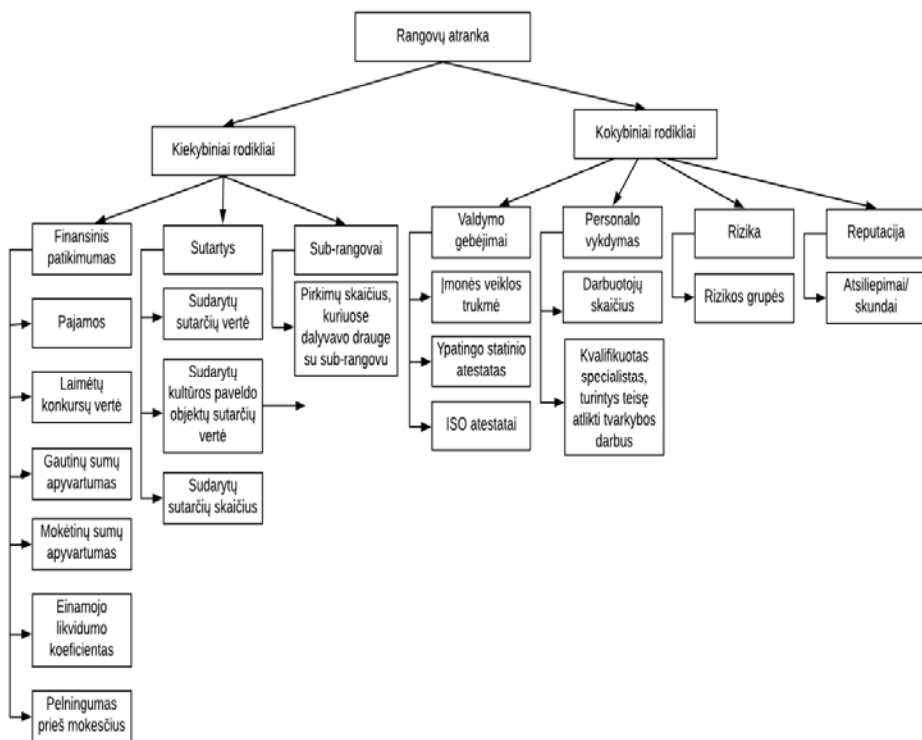 Rangovų atranka
Kiekybiniai rodikliai
Kokybiniai rodikliai
Finansinis
patikimumas
Pajamos
Laimėtų
konkursų vertė
Gautinų sumų
apyvartumas
Mokėtinų sumų
apyvartumas
Einamojo
likvidumo
koeficientas
Pelningumas
prieš mokesčius
Sutartys
Sudarytų
sutarčių vertė
Sudarytų
kultūros paveldo
objektų sutarčių
vertė
Sudarytų
sutarčių skaičius
Sub-rangovai
Pirkimų skaičius,
kuriuose
dalyvavo drauge
su sub-rangovu
Valdymo
gebėjimai
Įmonės veiklos
trukmė
Ypatingo statinio
atestatas
ISO atestatai
Personalo
vykdymas
Darbuotojų
skaičius
Kvalifikuotas
specialistas,
turintys teisę
atlikti tvarkybos
darbus
Rizika
Rizikos grupės
Reputacija
Atsiliepimai/
skundai